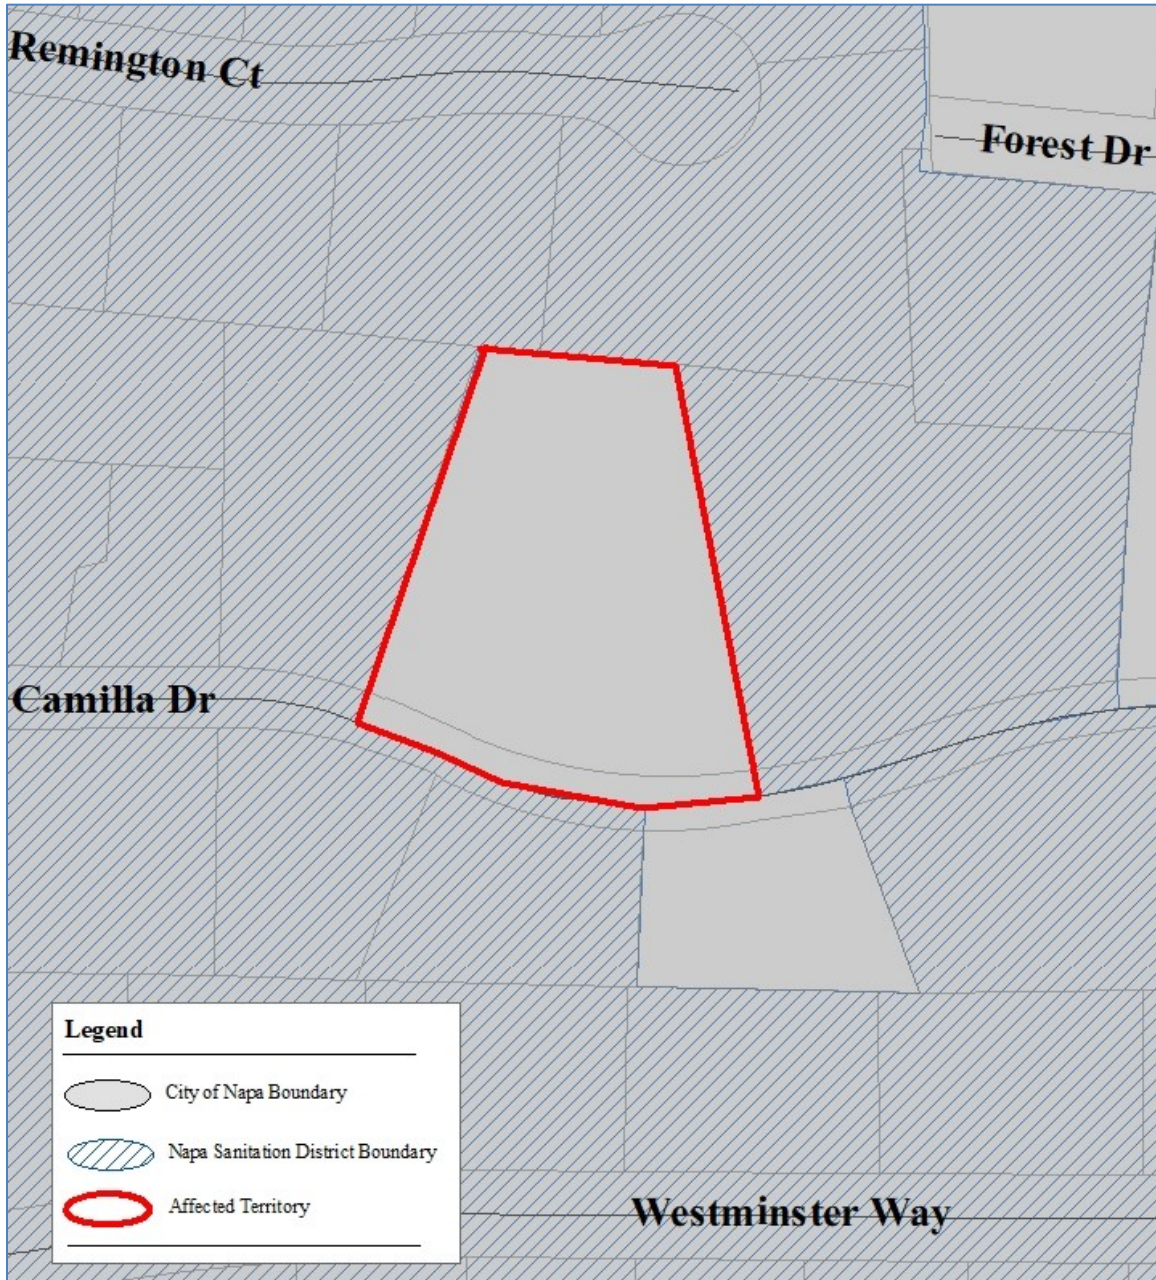 Remington Ct
Forest Dr
Camilla Dr
Legend
City of Napa Boundary
Napa Sanitation District Boundary
Affected Territory
Westminster Way